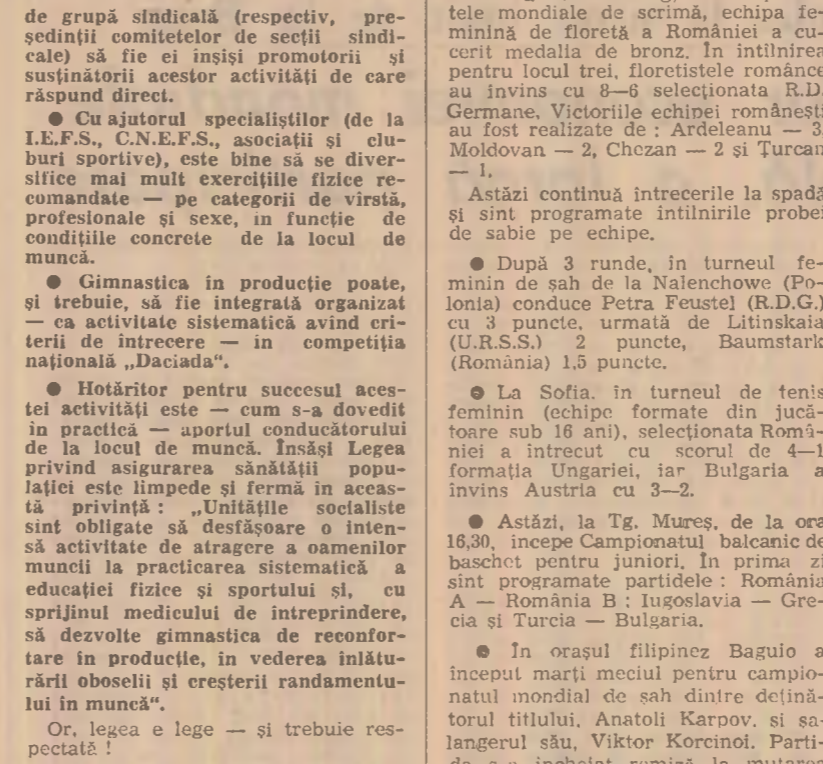 de grupă sindicală (respectiv, pre-
ședinții comitetelor de secții sindi-
cale) să fie ei înșiși promotorii și
susținătorii acestor activități de care
răspund direct.
● Cu ajutorul specialiștilor (de la
I.E.F.S., C.N.E.F.S., asociații și clu-
buri sportive), este bine să se diver-
sifice mai mult exercițiile fizice re-
comandate — pe categorii de vîrstă,
profesionale și sexe, în funcție de
condițiile concrete de la locul de
muncă.
● Gimnastica în producție poate,
și trebuie, să fie integrată organizat
— ca activitate sistematică avînd cri-
terii de întrecere — în competiția
națională „Daciada“.
● Hotărîtor pentru succesul aces-
tei activități este — cum s-a dovedit
în practică — aportul conducătorului
de la locul de muncă. Însăși Legea
privind asigurarea sănătății popu-
lației este limpede și fermă în aceas-
tă privință : „Unitățile socialiste
sînt obligate să desfășoare o inten-
să activitate de atragere a oamenilor
muncii la practicarea sistematică a
educației fizice și sportului și, cu
sprijinul medicului de întreprindere,
să dezvolte gimnastica de reconfor-
tare în producție, în vederea înlătu-
rării oboselii și creșterii randamentu-
lui în muncă“.
Or, legea e lege — și trebuie res-
pectată !
tele mondiale de scrimă, echipa fe-
minină de floretă a României a cu-
cerit medalia de bronz. În întîlnirea
pentru locul trei, floretistele românce
au învins cu 8—6 selecționata R.D.
Germane. Victoriile echipei românești
au fost realizate de : Ardeleanu — 3,
Moldovan — 2, Chezan — 2 și Țurcan
— 1.
Astăzi continuă întrecerile la spadă
și sînt programate întîlnirile probei
de sabie pe echipe.
● După 3 runde, în turneul fe-
minin de șah de la Nalenchowe (Po-
lonia) conduce Petra Feustel (R.D.G.)
cu 3 puncte, urmată de Litinskaia
(U.R.S.S.) 2 puncte, Baumstark
(România) 1,5 puncte.
● La Sofia, în turneul de tenis
feminin (echipe formate din jucă-
toare sub 16 ani), selecționata Româ-
niei a întrecut cu scorul de 4—1
formația Ungariei, iar Bulgaria a
învins Austria cu 3—2.
● Astăzi, la Tg. Mureș, de la ora
16,30, începe Campionatul balcanic de
baschet pentru juniori. În prima zi
sînt programate partidele : România
A — România B ; Iugoslavia — Gre-
cia și Turcia — Bulgaria.
● În orașul filipinez Baguio a
început marți meciul pentru campio-
natul mondial de șah dintre dețină-
torul titlului, Anatoli Karpov, și șa-
langerul său, Viktor Korcinoi. Parti-
da s-a încheiat remiză la mutarea